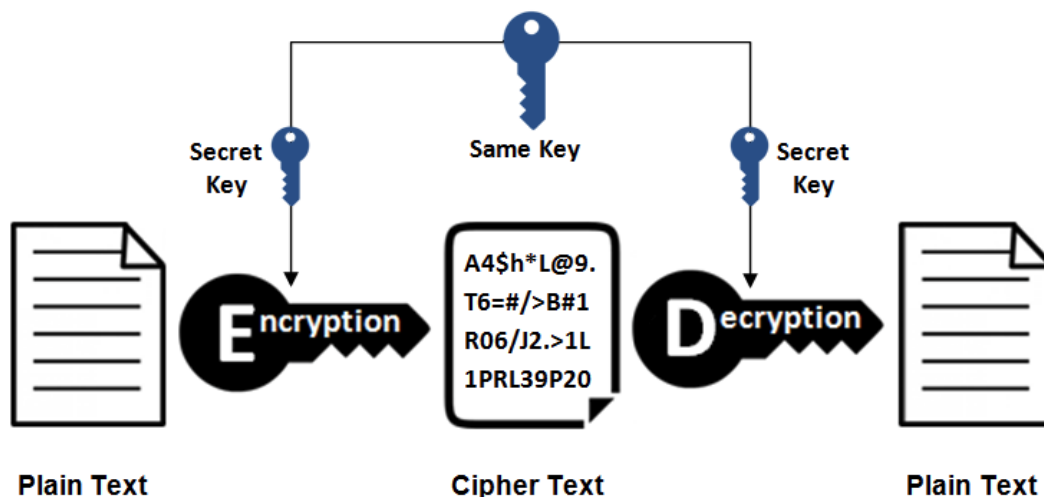 Same Key
Secret
Key
Secret
Key
Encryption
A4$h*L@9.
T6=#/>B#1
R06/J2.>1L
1PRL39P20
Decryption
Plain Text
Cipher Text
Plain Text